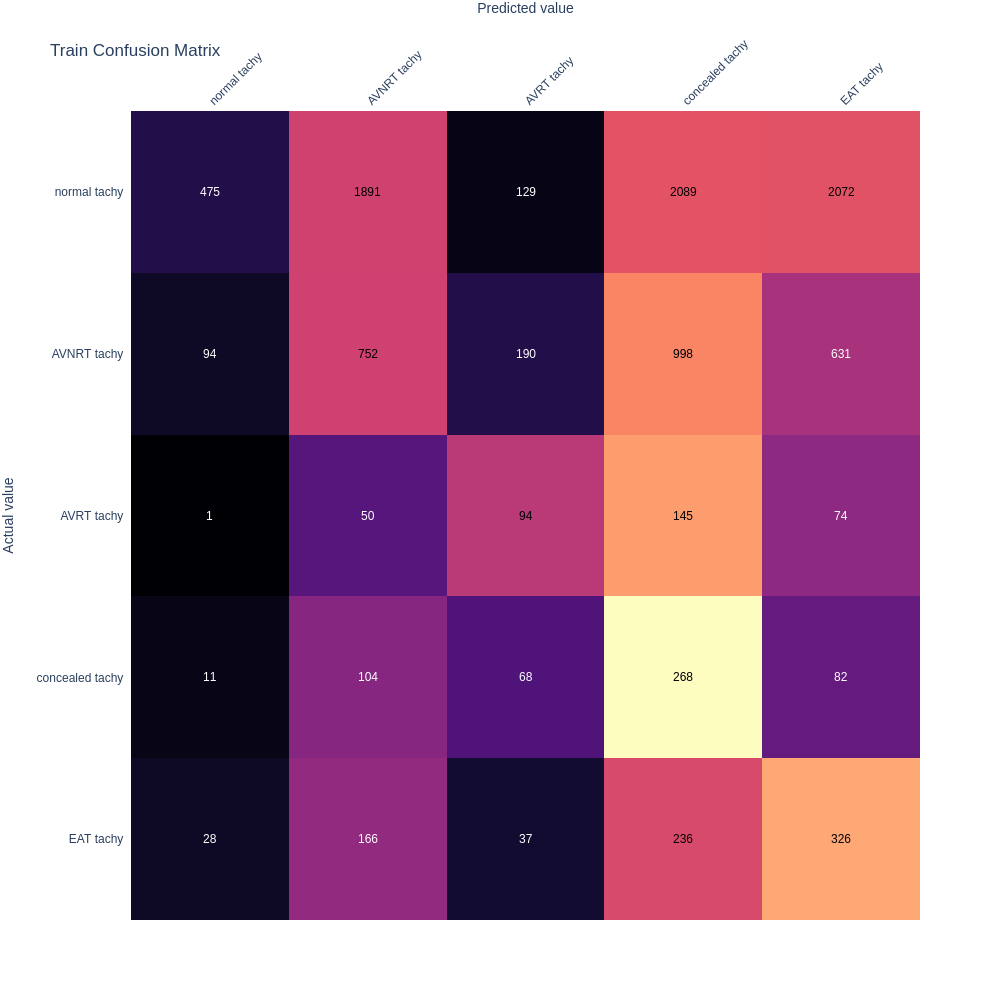 Predicted value
Train Confusion Matrix
normal tachy
AVNRT tachy
AVRT tachy
concealed tachy
EAT tachy
normal tachy 475 1891 129 2089 2072
AVNRT tachy 94 752 190 998 631
Actual value
AVRT tachy 1 50 94 145 74
concealed tachy 11 104 68 268 82
EAT tachy 28 166 37 236 326